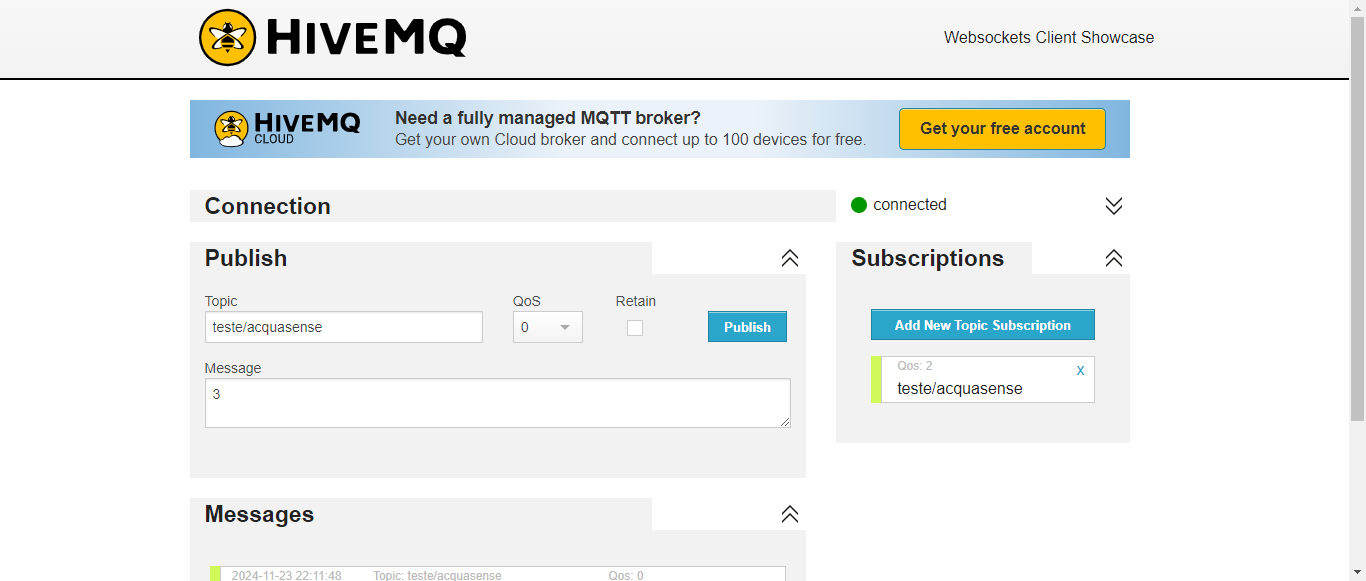 HIVEMQ
Websockets Client Showcase
HIVEMQ
CLOUD
Need a fully managed MQTT broker?
Get your own Cloud broker and connect up to 100 devices for free.
Get your free account
Connection
connected
Publish
Topic
QoS
Retain
teste/acquasense
0
Publish
Message
3
Subscriptions
Add New Topic Subscription
Qos: 2
x
teste/acquasense
Messages
2024-11-23 22:11:48
Topic: teste/acquasense
Qos: 0